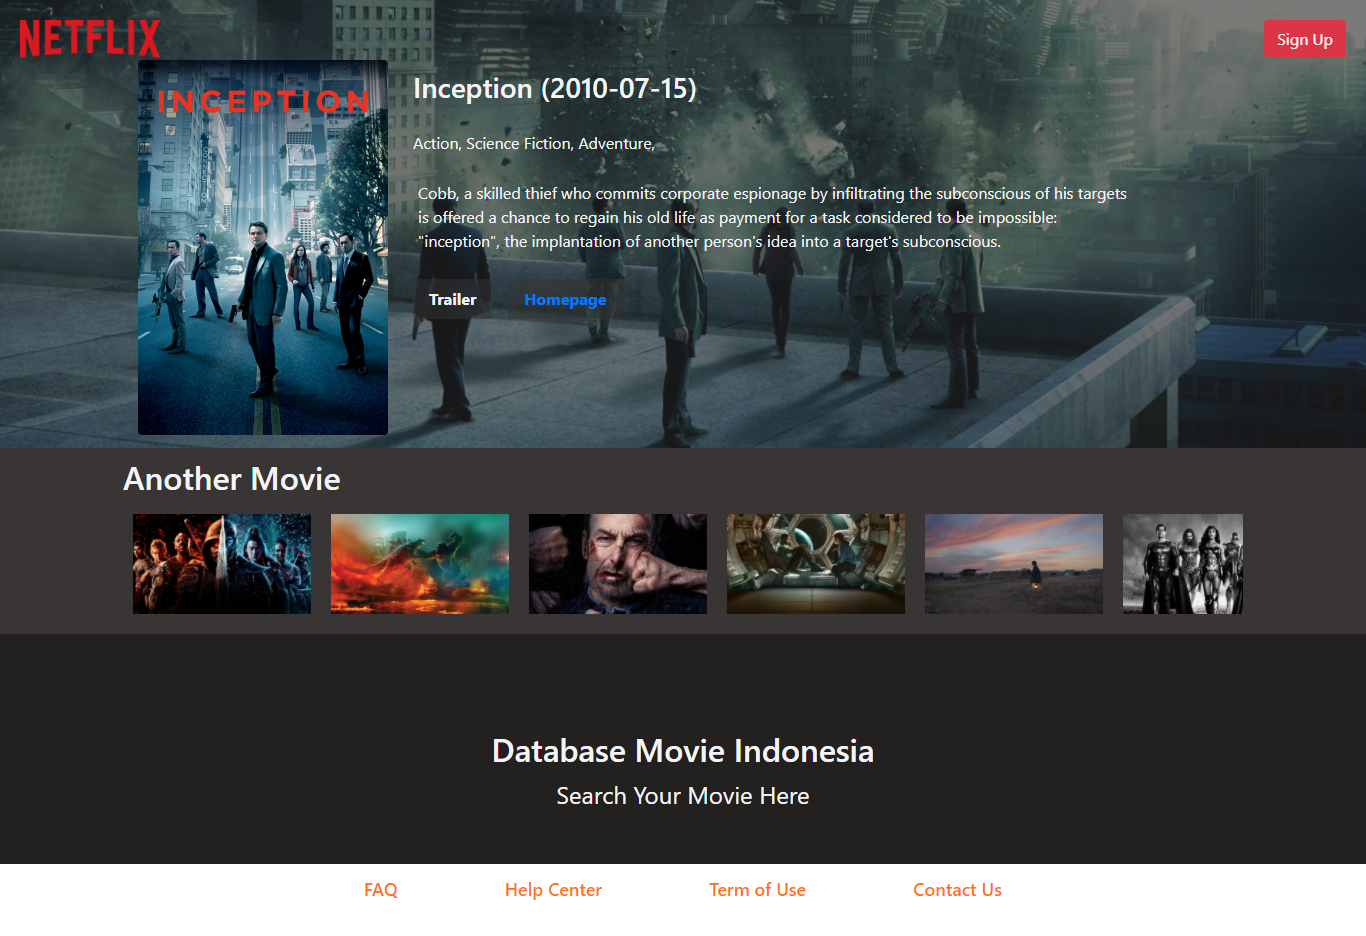 NETFLIX
Sign Up
INCEPTION
Inception (2010-07-15)
Action, Science Fiction, Adventure,
Cobb, a skilled thief who commits corporate espionage by infiltrating the subconscious of his targets
is offered a chance to regain his old life as payment for a task considered to be impossible:
"inception", the implantation of another person's idea into a target's subconscious.
Trailer
Homepage
Another Movie
Database Movie Indonesia
Search Your Movie Here
FAQ
Help Center
Term of Use
Contact Us